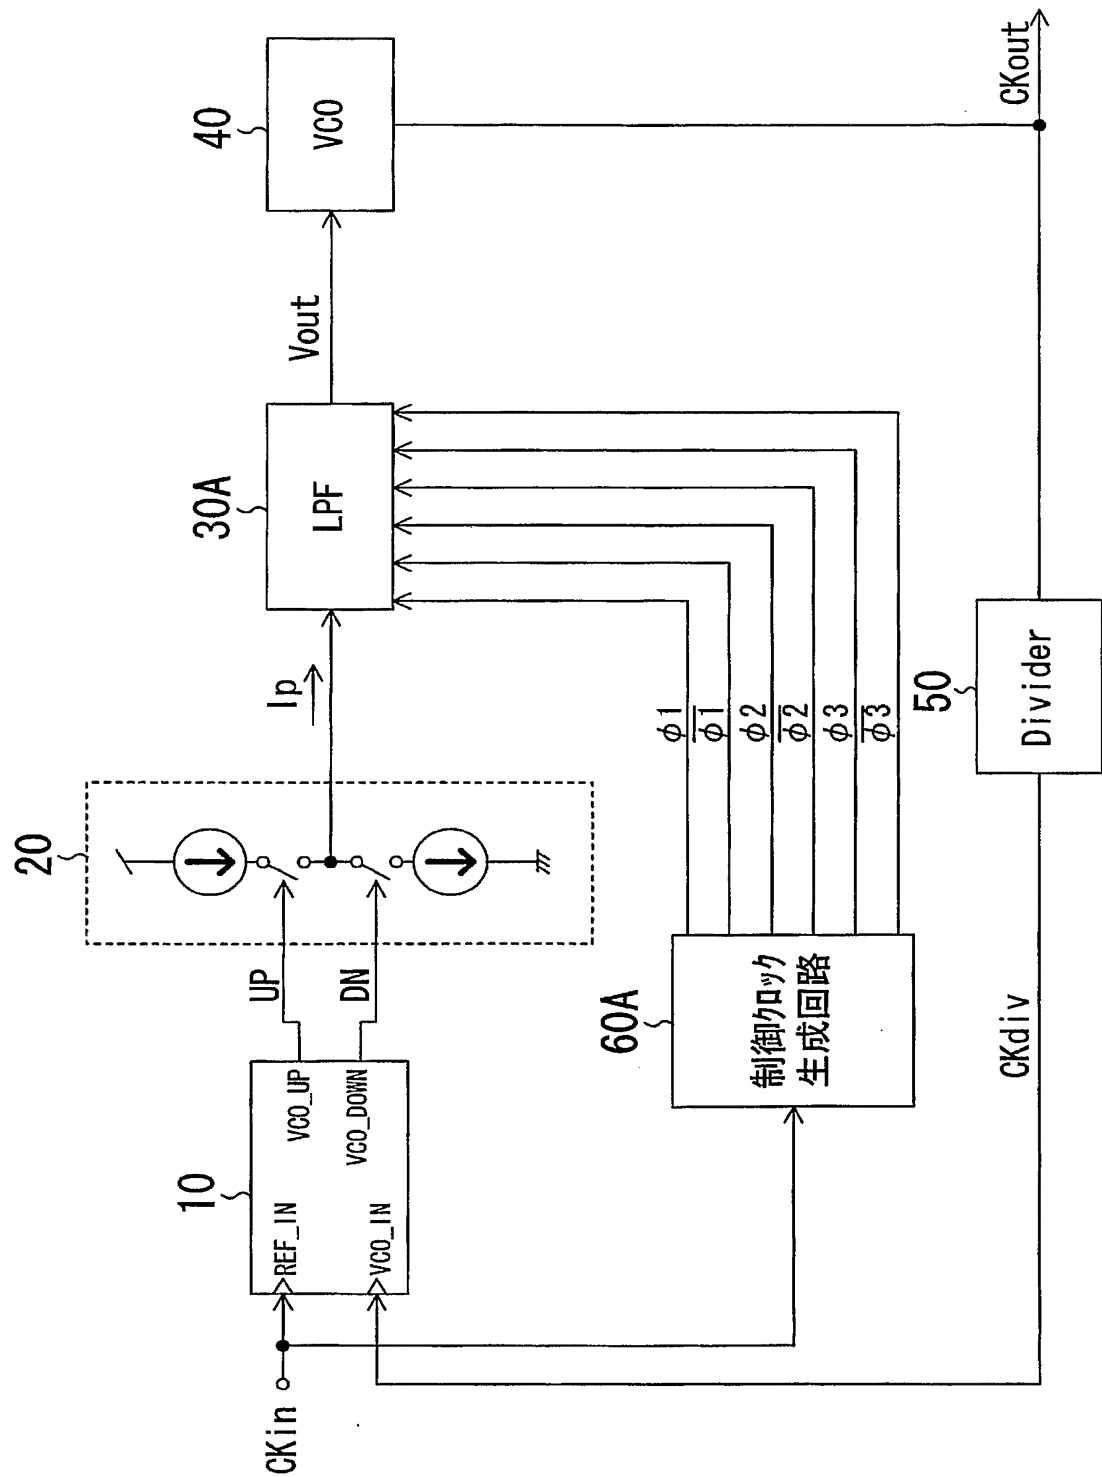 CKin
10
REF_IN
VCO_IN
VCO_UP
VCO_DOWN
UP
DN
20
Ip
30A
LPF
Vout
40
VCO
60A
制御クロック
生成回路
φ1
φ1
φ2
φ2
φ3
φ3
50
Divider
CKdiv
CKout